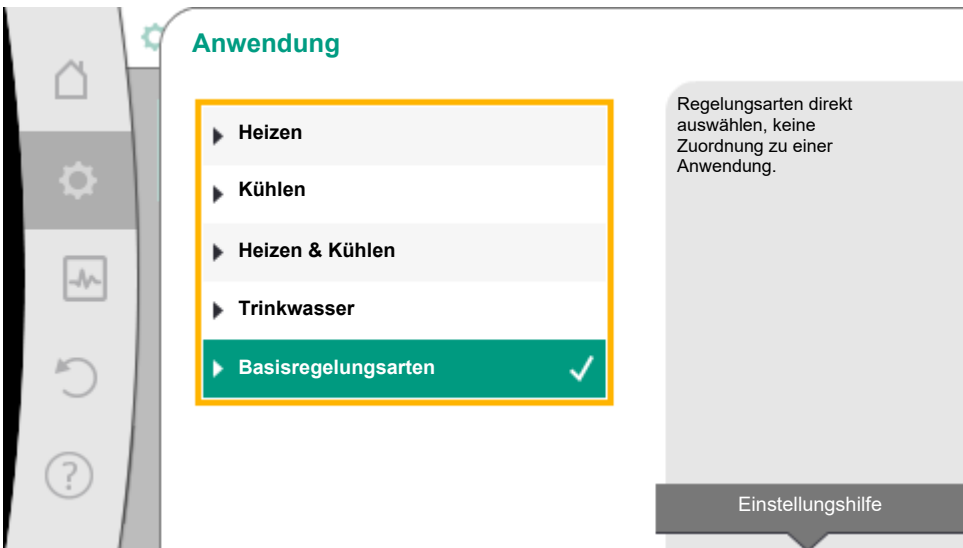 Anwendung
Heizen
Kühlen
Heizen & Kühlen
Trinkwasser
Basisregelungsarten
Regelungsarten direkt
auswählen, keine
Zuordnung zu einer
Anwendung.
Einstellungshilfe
?